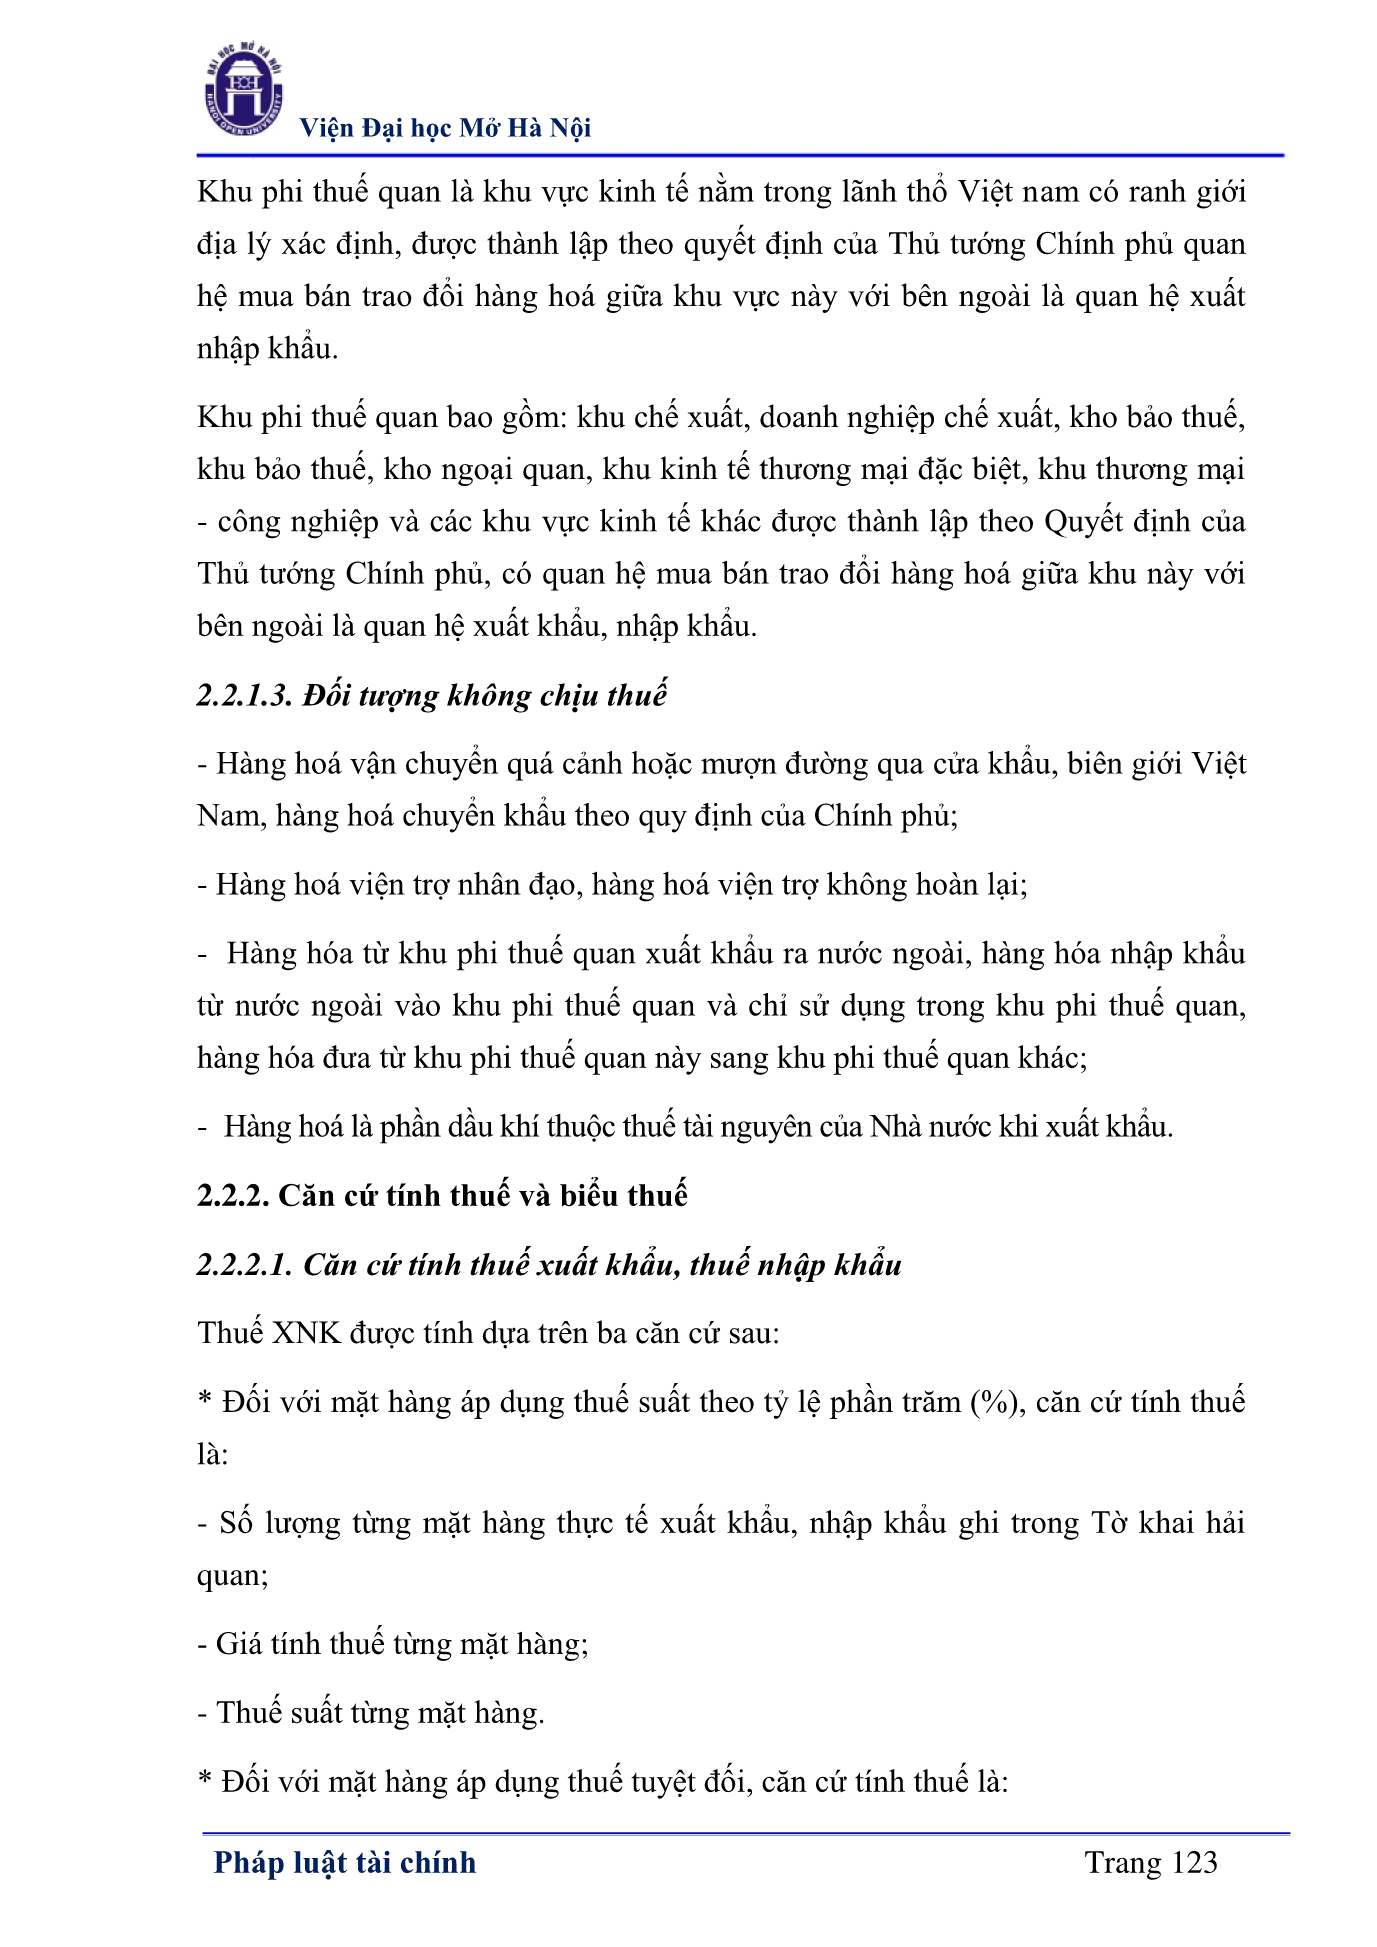 ĐẠI HỌC MỞ HÀ NỘI
HANOI OPEN UNIVERSITY
Viện Đại học Mở Hà Nội
Khu phi thuế quan là khu vực kinh tế nằm trong lãnh thổ Việt nam có ranh giới
địa lý xác định, được thành lập theo quyết định của Thủ tướng Chính phủ quan
hệ mua bán trao đổi hàng hoá giữa khu vực này với bên ngoài là quan hệ xuất
nhập khẩu.
Khu phi thuế quan bao gồm: khu chế xuất, doanh nghiệp chế xuất, kho bảo thuế,
khu bảo thuế, kho ngoại quan, khu kinh tế thương mại đặc biệt, khu thương mại
- công nghiệp và các khu vực kinh tế khác được thành lập theo Quyết định của
Thủ tướng Chính phủ, có quan hệ mua bán trao đổi hàng hoá giữa khu này với
bên ngoài là quan hệ xuất khẩu, nhập khẩu.
2.2.1.3. Đối tượng không chịu thuế
- Hàng hoá vận chuyển quá cảnh hoặc mượn đường qua cửa khẩu, biên giới Việt
Nam, hàng hoá chuyển khẩu theo quy định của Chính phủ;
- Hàng hoá viện trợ nhân đạo, hàng hoá viện trợ không hoàn lại;
- Hàng hóa từ khu phi thuế quan xuất khẩu ra nước ngoài, hàng hóa nhập khẩu
từ nước ngoài vào khu phi thuế quan và chỉ sử dụng trong khu phi thuế quan,
hàng hóa đưa từ khu phi thuế quan này sang khu phi thuế quan khác;
- Hàng hoá là phần dầu khí thuộc thuế tài nguyên của Nhà nước khi xuất khẩu.
2.2.2. Căn cứ tính thuế và biểu thuế
2.2.2.1. Căn cứ tính thuế xuất khẩu, thuế nhập khẩu
Thuế XNK được tính dựa trên ba căn cứ sau:
* Đối với mặt hàng áp dụng thuế suất theo tỷ lệ phần trăm (%), căn cứ tính thuế
là:
- Số lượng từng mặt hàng thực tế xuất khẩu, nhập khẩu ghi trong Tờ khai hải
quan;
- Giá tính thuế từng mặt hàng;
- Thuế suất từng mặt hàng.
* Đối với mặt hàng áp dụng thuế tuyệt đối, căn cứ tính thuế là:
Pháp luật tài chính Trang 123